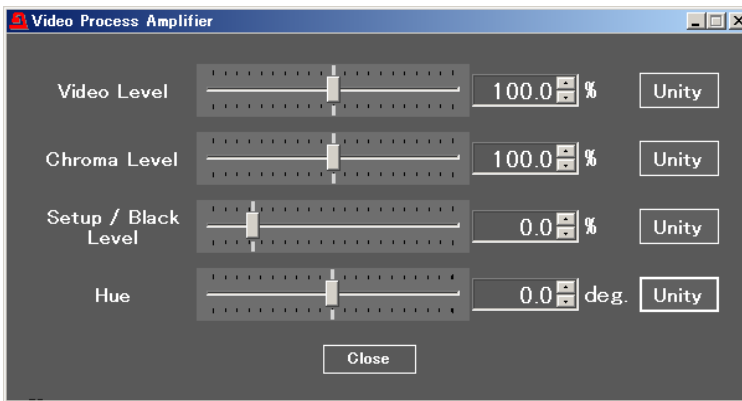 Video Process Amplifier
Video Level 100.0 % Unity
Chroma Level 100.0 % Unity
Setup / Black
Level 0.0 % Unity
Hue 0.0 deg. Unity
Close